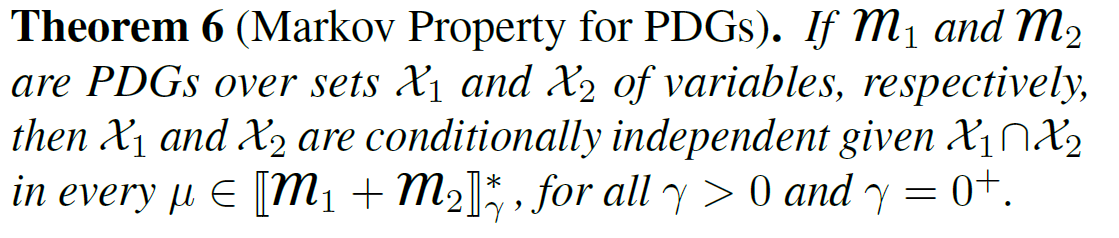 Theorem 6 (Markov Property for PDGs). If 𝓂₁ and 𝓂₂
are PDGs over sets 𝒳₁ and 𝒳₂ of variables, respectively,
then 𝒳₁ and 𝒳₂ are conditionally independent given 𝒳₁∩𝒳₂
in every μ ∈ ⟦𝓂₁ + 𝓂₂⟧*ᵧ, for all γ > 0 and γ = 0⁺.